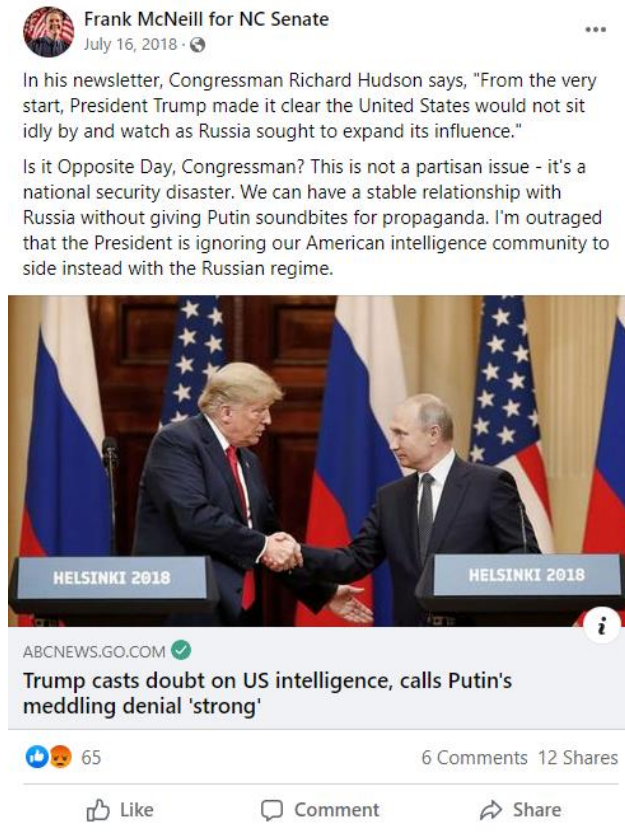 Frank McNeill for NC Senate
July 16, 2018 ·
In his newsletter, Congressman Richard Hudson says, "From the very
start, President Trump made it clear the United States would not sit
idly by and watch as Russia sought to expand its influence."
Is it Opposite Day, Congressman? This is not a partisan issue - it's a
national security disaster. We can have a stable relationship with
Russia without giving Putin soundbites for propaganda. I'm outraged
that the President is ignoring our American intelligence community to
side instead with the Russian regime.
HELSINKI 2018
HELSINKI 2018
i
ABCNEWS.GO.COM
Trump casts doubt on US intelligence, calls Putin's
meddling denial 'strong'
65
6 Comments 12 Shares
Like
Comment
Share